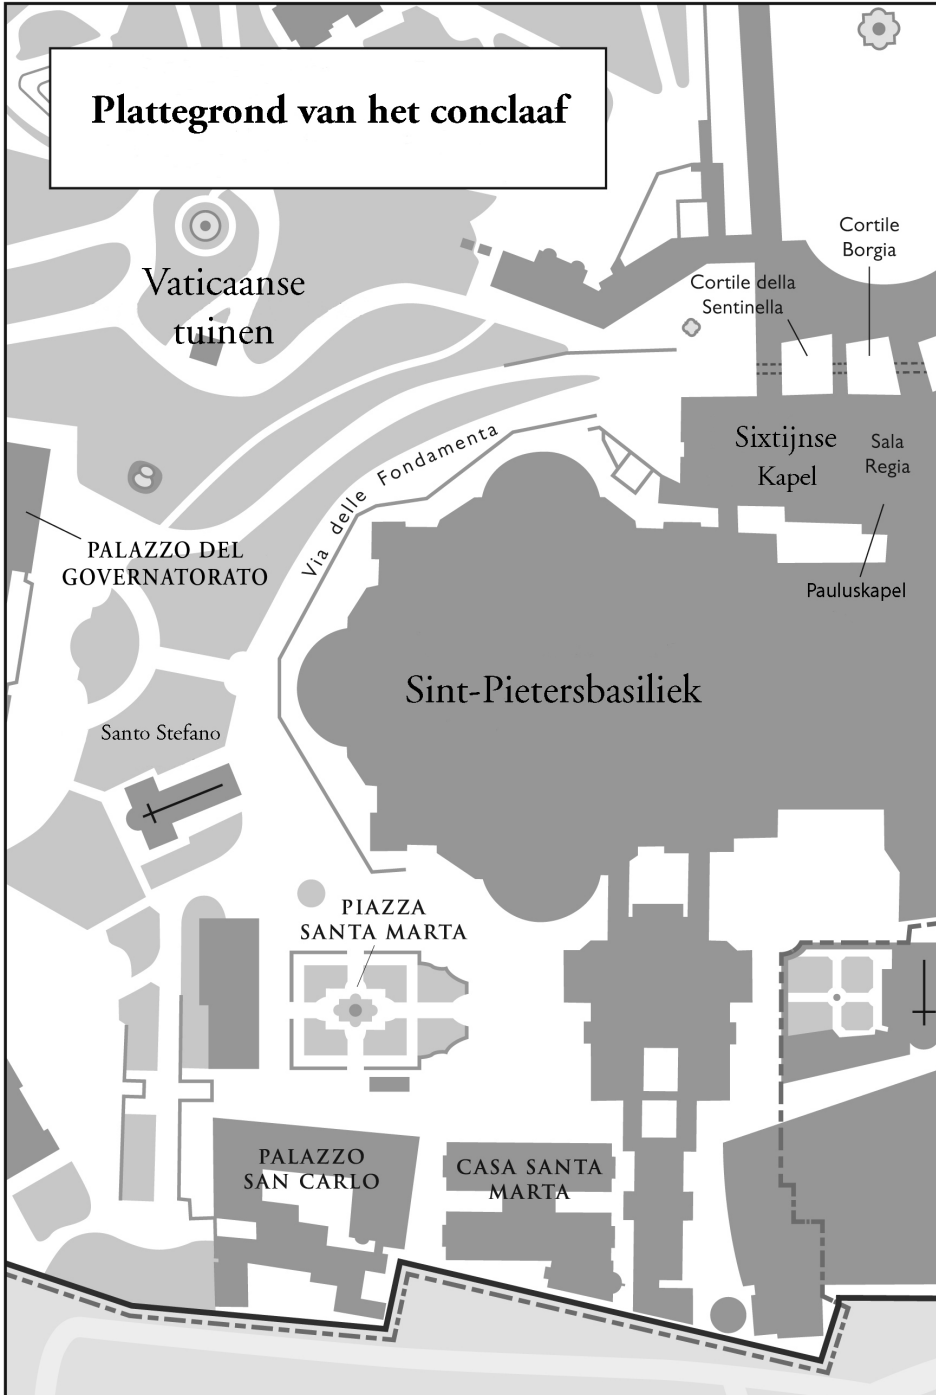 Plattegrond van het conclaaf
Cortile
Borgia
Vaticaanse
tuinen
Cortile della
Sentinella
Sixtijnse
Kapel
Sala
Regia
Via delle Fondamenta
PALAZZO DEL
GOVERNATORATO
Pauluskapel
Sint-Pietersbasiliek
Santo Stefano
PIAZZA
SANTA MARTA
PALAZZO
SAN CARLO
CASA SANTA
MARTA